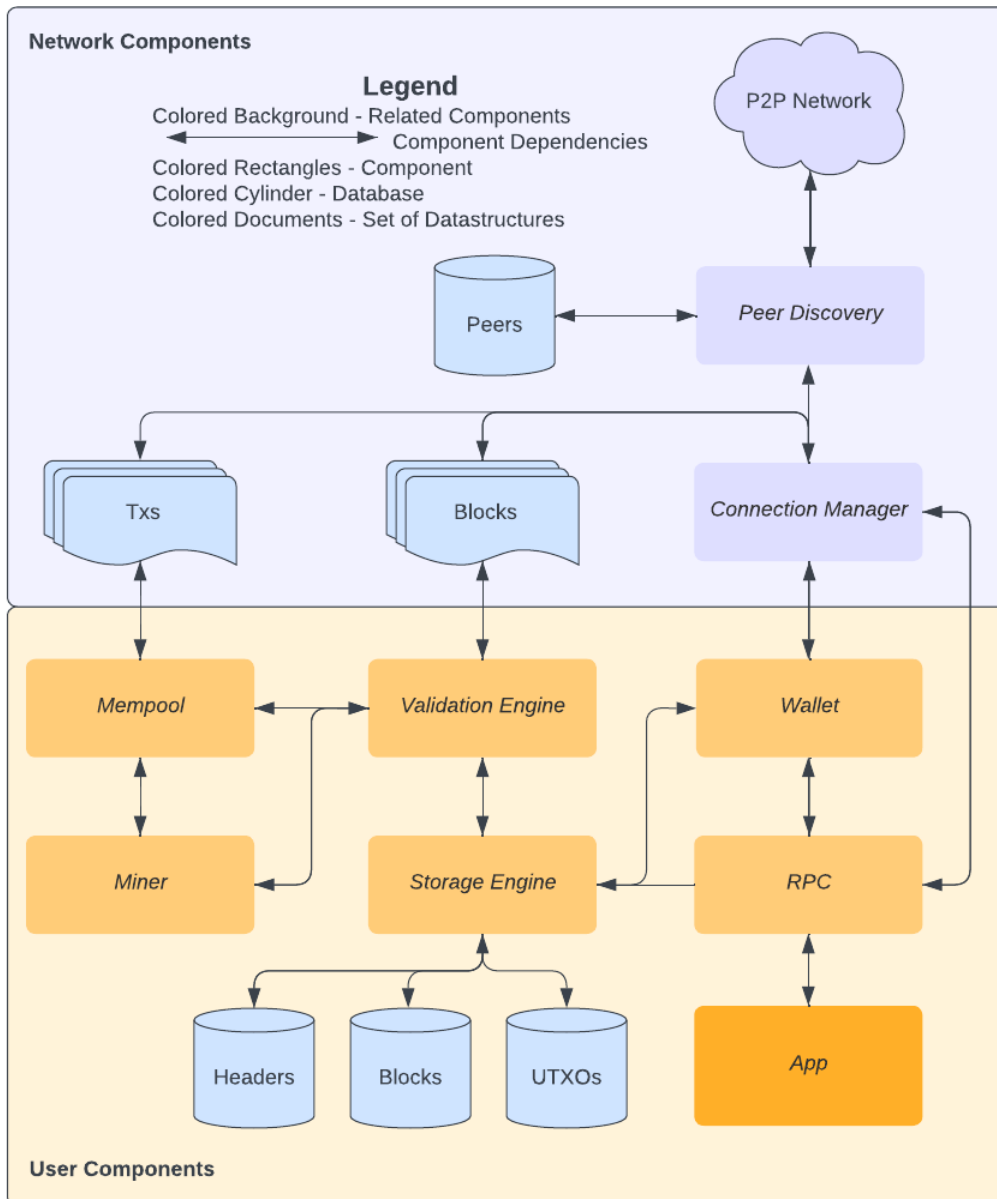 Network Components
Legend
Colored Background - Related Components
Component Dependencies
Colored Rectangles - Component
Colored Cylinder - Database
Colored Documents - Set of Datastructures
P2P Network
Peers
Peer Discovery
Txs
Blocks
Connection Manager
Mempool
Validation Engine
Wallet
Miner
Storage Engine
RPC
Headers
Blocks
UTXOs
App
User Components